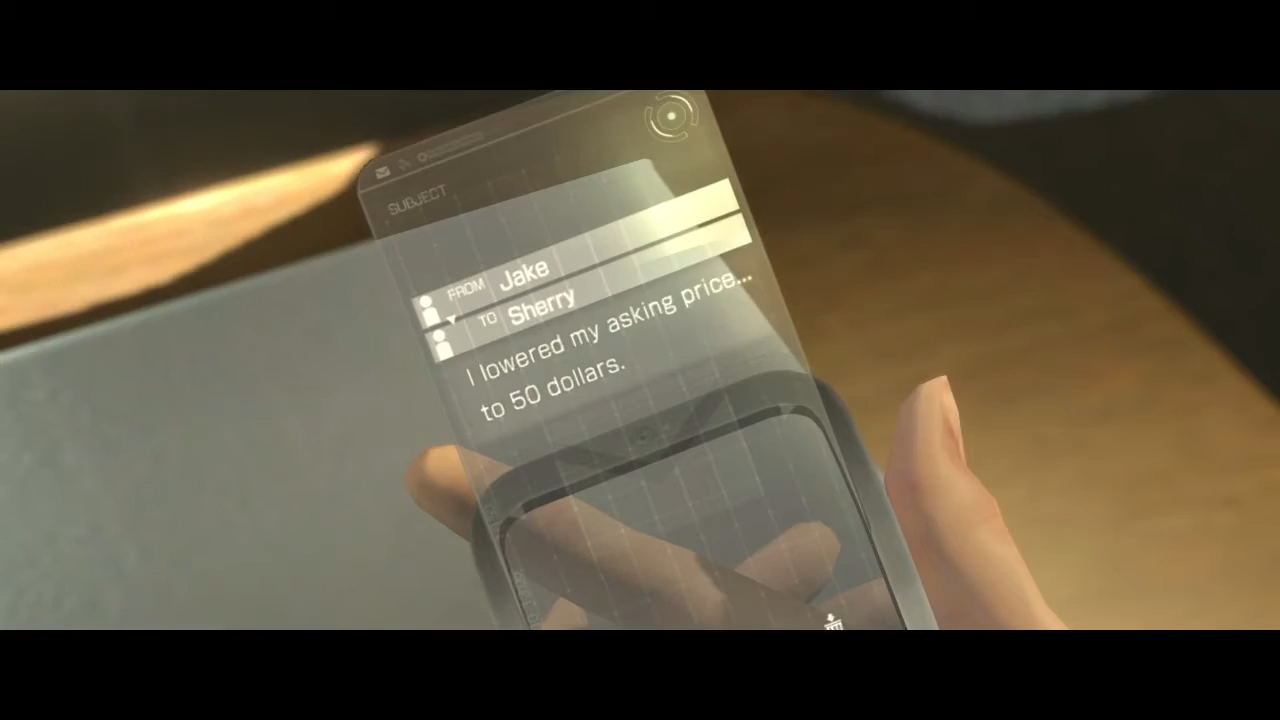 SUBJECT
FROM Jake
TO Sherry
I lowered my asking price...
to 50 dollars.